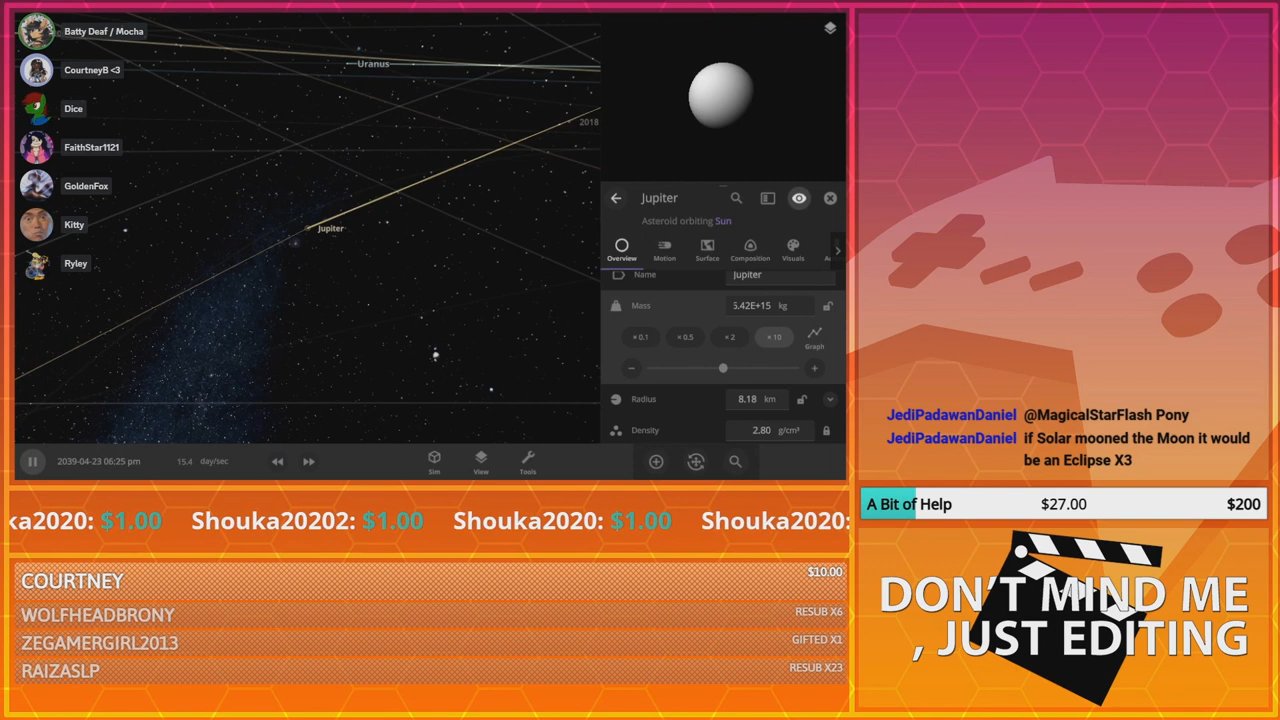 Batty Deaf / Mocha
CourtneyB <3
Dice
FaithStar1121
GoldenFox
Kitty
Ryley
Uranus
2018
Jupiter
Jupiter
Asteroid orbiting Sun
Overview
Motion
Surface
Composition
Visuals
Name
Jupiter
Mass
5.42E+15 kg
× 0.1
× 0.5
× 2
× 10
Graph
Radius
8.18 km
Density
2.80 g/cm³
2039-04-23 06:25 pm
15.4 day/sec
Sim
View
Tools
JediPadawanDaniel @MagicalStarFlash Pony
JediPadawanDaniel if Solar mooned the Moon it would
be an Eclipse X3
A Bit of Help $27.00 $200
ka2020: $1.00 Shouka20202: $1.00 Shouka2020: $1.00 Shouka2020:
COURTNEY $10.00
WOLFHEADBRONY RESUB X6
ZEGAMERGIRL2013 GIFTED X1
RAIZASLP RESUB X23
DON'T MIND ME
, JUST EDITING